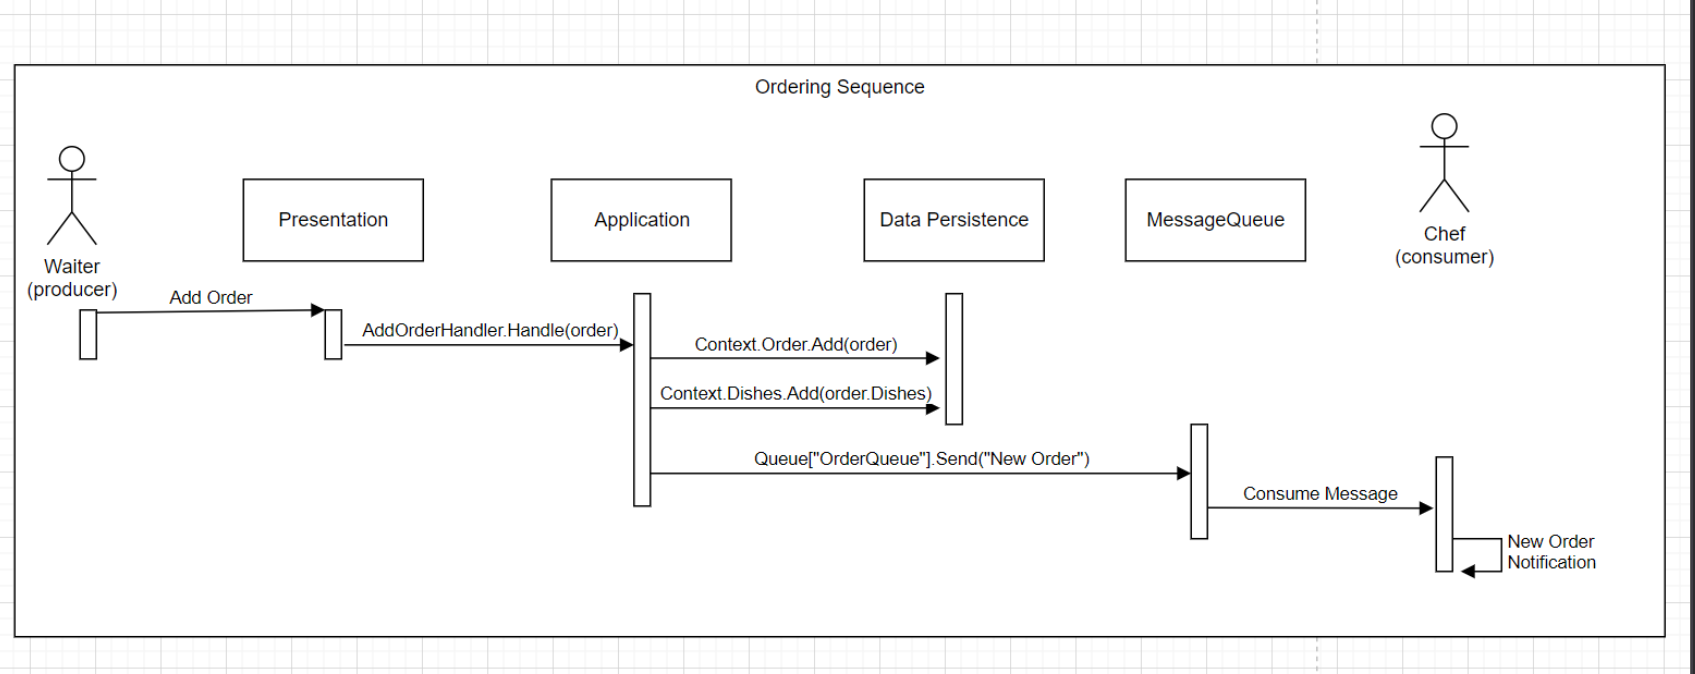 Ordering Sequence
Waiter
(producer)
Presentation
Application
Data Persistence
MessageQueue
Chef
(consumer)
Add Order
AddOrderHandler.Handle(order)
Context.Order.Add(order)
Context.Dishes.Add(order.Dishes)
Queue["OrderQueue"].Send("New Order")
Consume Message
New Order
Notification